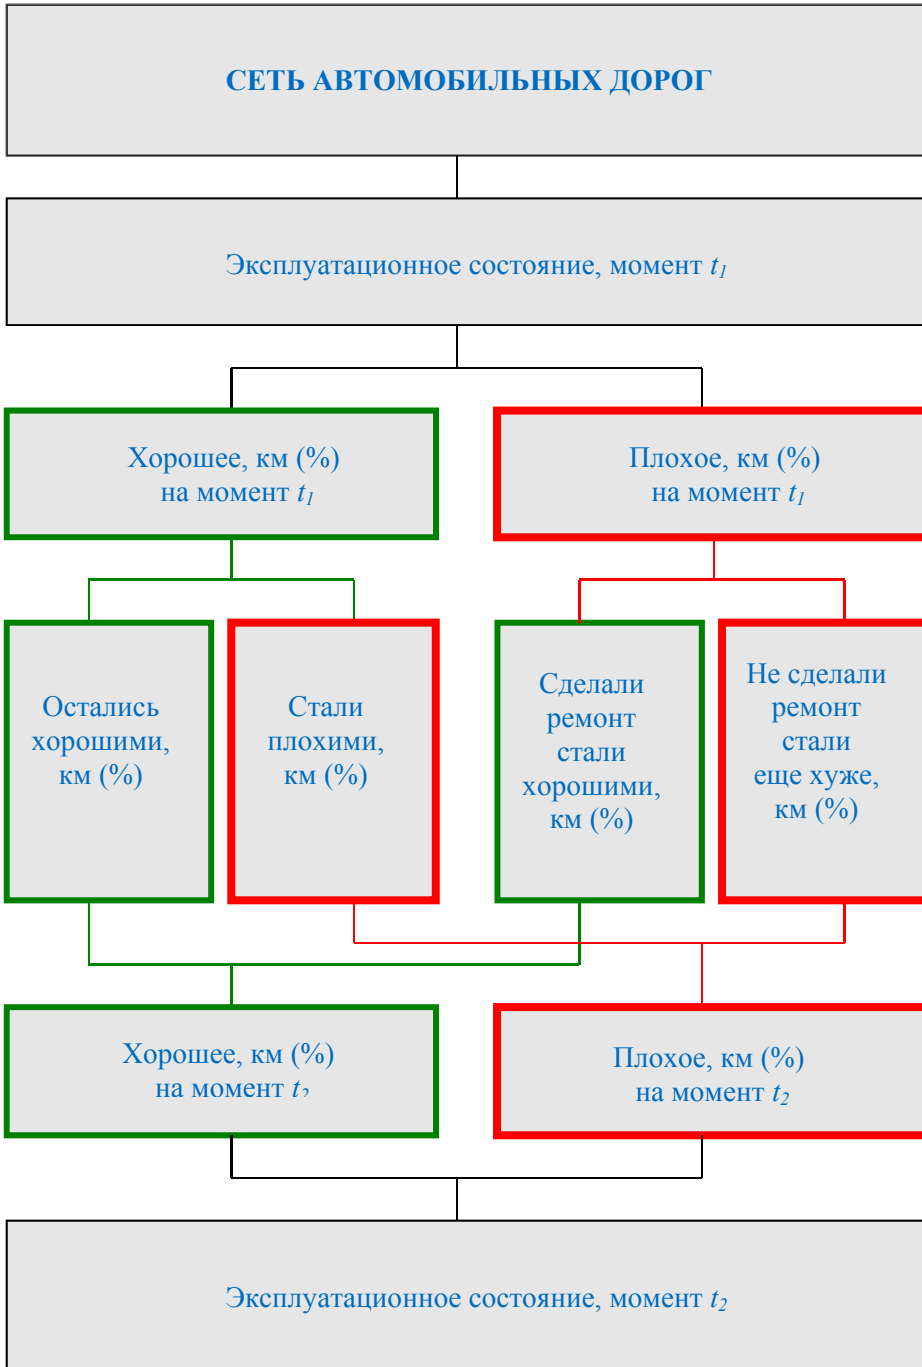 СЕТЬ АВТОМОБИЛЬНЫХ ДОРОГ
Эксплуатационное состояние, момент t1
Хорошее, км (%)
на момент t1
Плохое, км (%)
на момент t1
Остались
хорошими,
км (%)
Стали
плохими,
км (%)
Сделали
ремонт
стали
хорошими,
км (%)
Не сделали
ремонт
стали
еще хуже,
км (%)
Хорошее, км (%)
на момент t2
Плохое, км (%)
на момент t2
Эксплуатационное состояние, момент t2